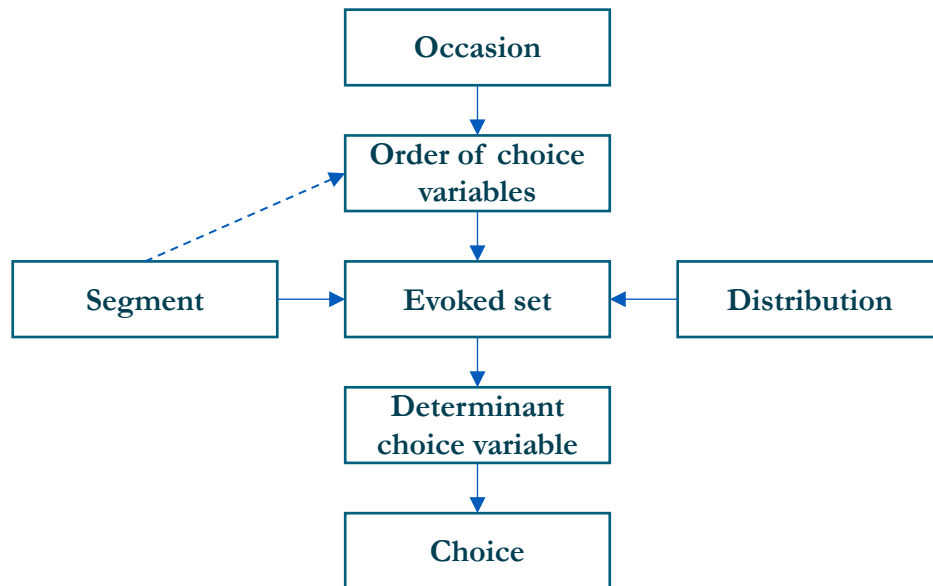 Occasion
Order of choice
variables
Segment
Evoked set
Distribution
Determinant
choice variable
Choice